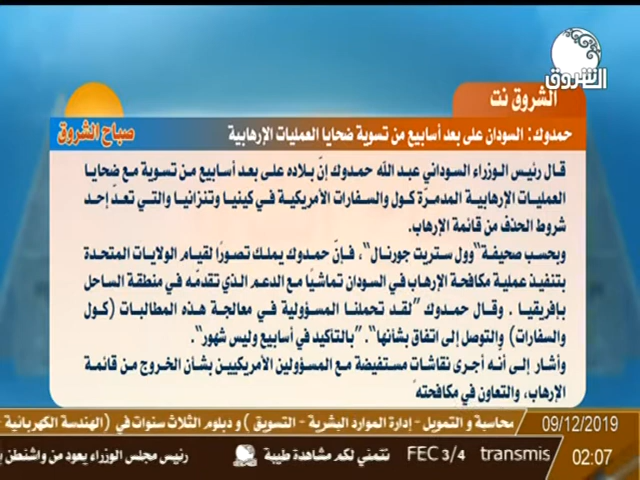 الشروق
الشروق نت
صباح الشروق
حمدوك: السودان على بعد أسابيع من تسوية ضحايا العمليات الإرهابية
قال رئيس الوزراء السوداني عبد الله حمدوك إنّ بلاده على بعد أسابيع من تسوية مع ضحايا
العمليات الإرهابية المدمرّة كول والسفارات الأمريكية في كينيا وتنزانيا والتي تعدّ إحد
شروط الحذف من قائمة الإرهاب.
وبحسب صحيفة "وول ستريت جورنال"، فإنّ حمدوك يملك تصورًا لقيام الولايات المتحدة
بتنفيذ عملية مكافحة الإرهاب في السودان تماشيًا مع الدعم الذي تقدمّه في منطقة الساحل
بإفريقيا . وقال حمدوك "لقد تحملنا المسؤولية في معالجة هذه المطالبات (كول
والسفارات) والتوصل إلى اتفاق بشأنها". "بالتأكيد في أسابيع وليس شهور".
وأشار إلى أنه أجرى نقاشات مستفيضة مع المسؤولين الأمريكيين بشأن الخروج من قائمة
الإرهاب، والتعاون في مكافحتهً
محاسبة و التمويل - إدارة الموارد البشرية - التسويق ) و دبلوم الثلاث سنوات في (الهندسة الكهربائية -
09/12/2019
رئيس مجلس الوزراء يعود من واشنطن نتمني لكم مشاهدة طيبة FEC 3/4 transmis
02:07